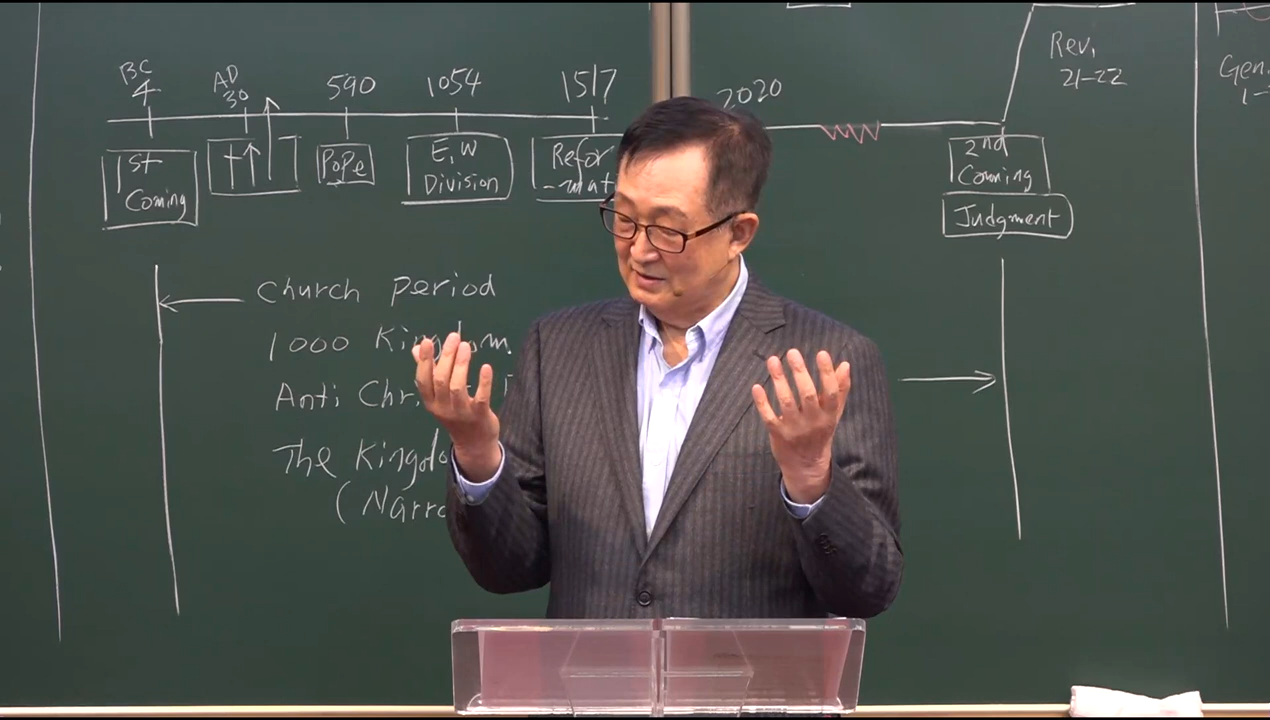 BC
4
AD
30
590
1054
1517
2020
Rev.
21-22
Gen.
1st
Coming
Pope
E, W
Division
Refor
-mat
2nd
Coming
Judgment
Church period
1000 Kingdom.
Anti Chr
The Kingdo
(Narro